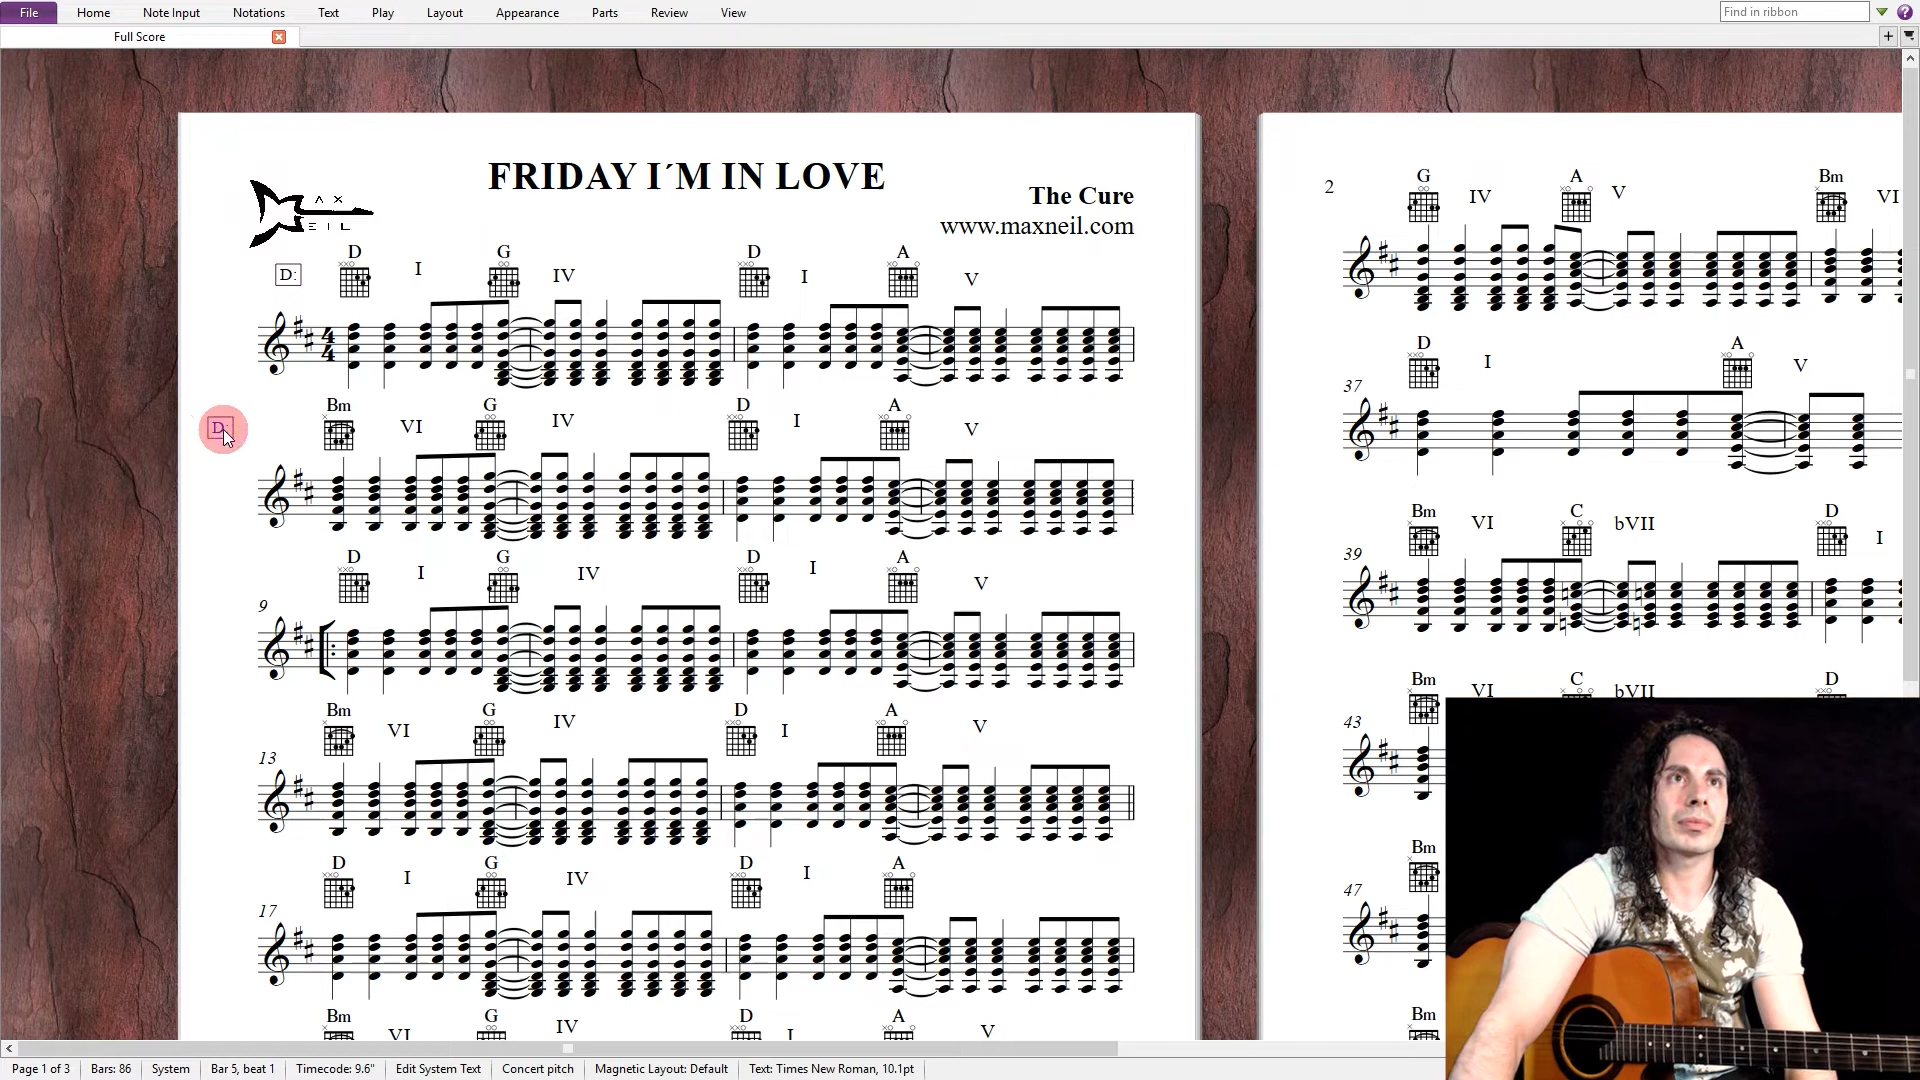 File Home Note Input Notations Text Play Layout Appearance Parts Review View Find in ribbon ?
Full Score
FRIDAY I´M IN LOVE
The Cure
www.maxneil.com
AX
EIL
D G D A
D: I IV I V
4
4
Bm G D A
D: VI IV I V
D G D A
I IV I V
9
Bm G D A
VI IV I V
13
D G D A
I IV I V
17
Bm G D A
VI IV I V
2
G A Bm
IV V VI
D A
I V
37
Bm C D
VI bVII I
39
Bm C D
VI bVII
43
Bm
47
Bm
Page 1 of 3 Bars: 86 System Bar 5, beat 1 Timecode: 9.6" Edit System Text Concert pitch Magnetic Layout: Default Text: Times New Roman, 10.1pt